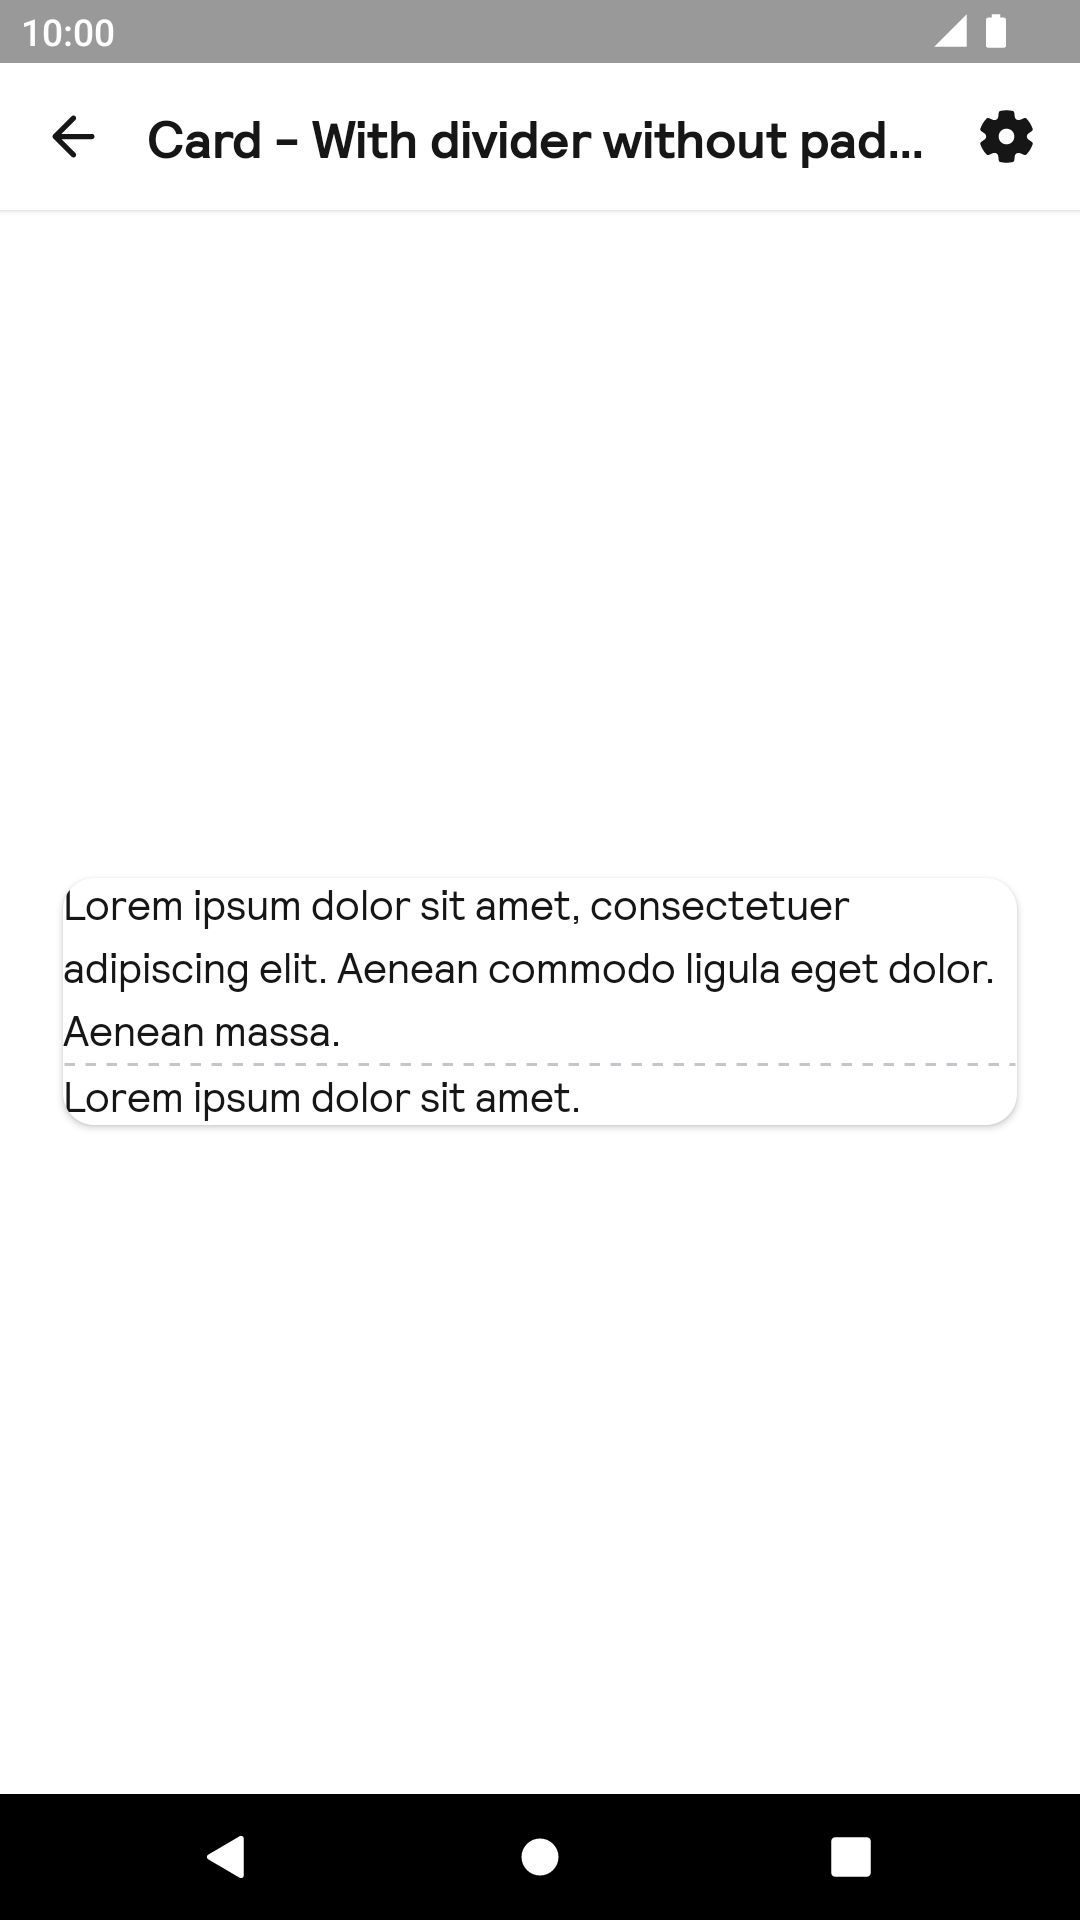 10:00
Card - With divider without pad...
Lorem ipsum dolor sit amet, consectetuer
adipiscing elit. Aenean commodo ligula eget dolor.
Aenean massa.
Lorem ipsum dolor sit amet.